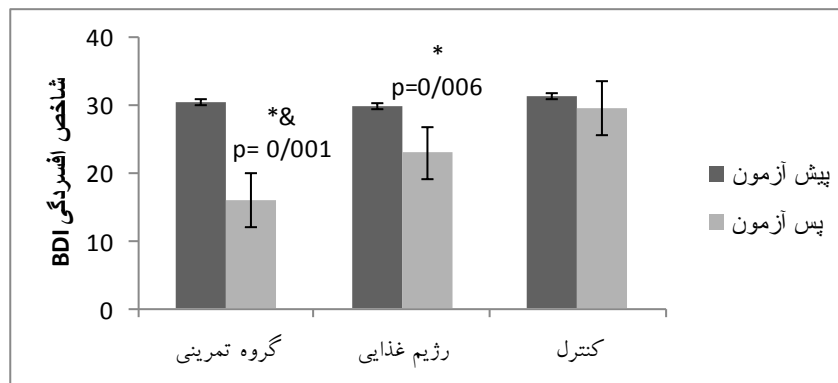 شاخص افسردگی BDI
40
30
20
10
0
*&
p= 0/001
*
p=0/006
گروه تمرینی
رژیم غذایی
کنترل
پیش آزمون
پس آزمون